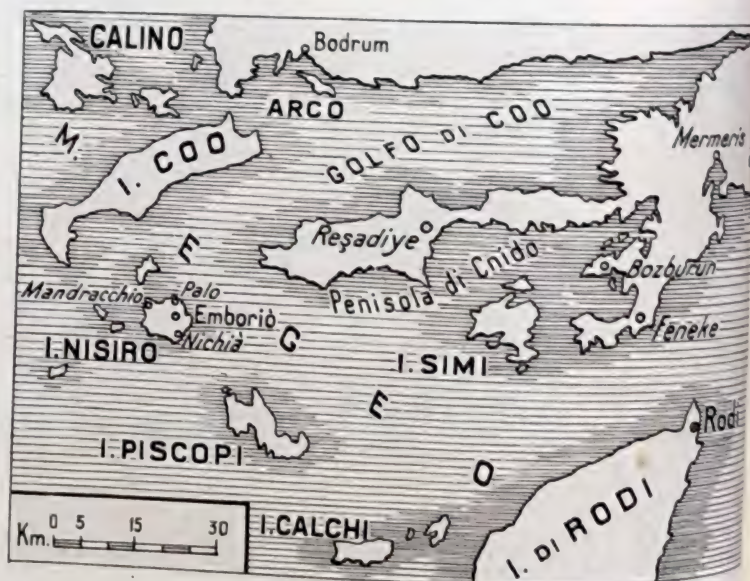 CALINO
Bodrum
ARCO
M. EGEO
I. COO
GOLFO DI COO
Mermeris
Reşadiye
Penisola di Cnido
Bozburun
Feneke
Mandracchio
Palo
Emboriò
Nichià
I. NISIRO
I. SIMI
I. PISCOPI
Rodi
I. DI RODI
I. CALCHI
Km. 0 5 15 30